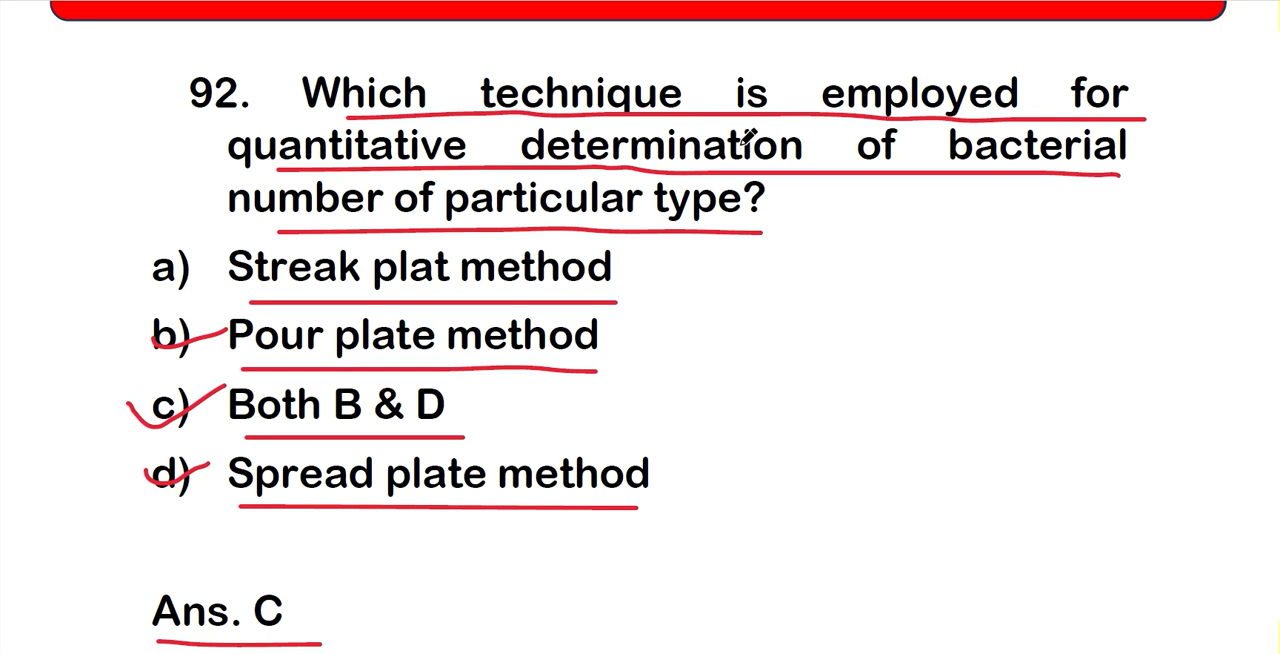 92. Which technique is employed for
quantitative determination of bacterial
number of particular type?
a) Streak plat method
b) Pour plate method
c) Both B & D
d) Spread plate method
Ans. C